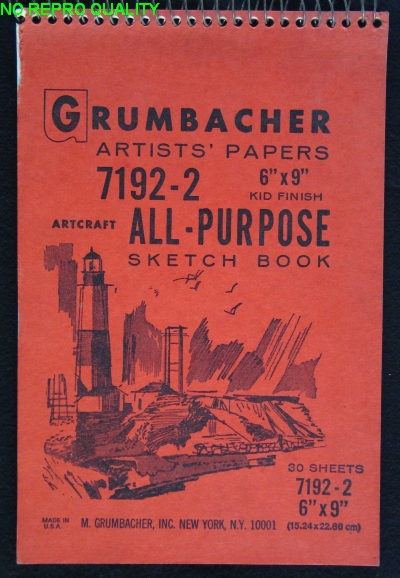 NO REPRO QUALITY
GRUMBACHER
ARTISTS' PAPERS
7192-2 6"x9"
KID FINISH
ARTCRAFT ALL-PURPOSE
SKETCH BOOK
30 SHEETS
7192-2
6"x9"
MADE IN
U.S.A.
M. GRUMBACHER, INC. NEW YORK, N.Y. 10001 (15.24x22.86 cm)